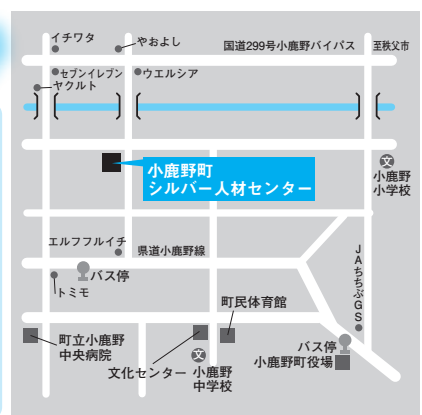 イチワタ
やおよし
国道299号小鹿野バイパス
至秩父市
セブンイレブン
ウエルシア
ヤクルト
小鹿野町
シルバー人材センター
文
小鹿野
小学校
エルフフルイチ
県道小鹿野線
バス停
トミモ
JAちちぶGS
町民体育館
町立小鹿野
中央病院
文化センター
文
小鹿野
中学校
バス停
小鹿野町役場